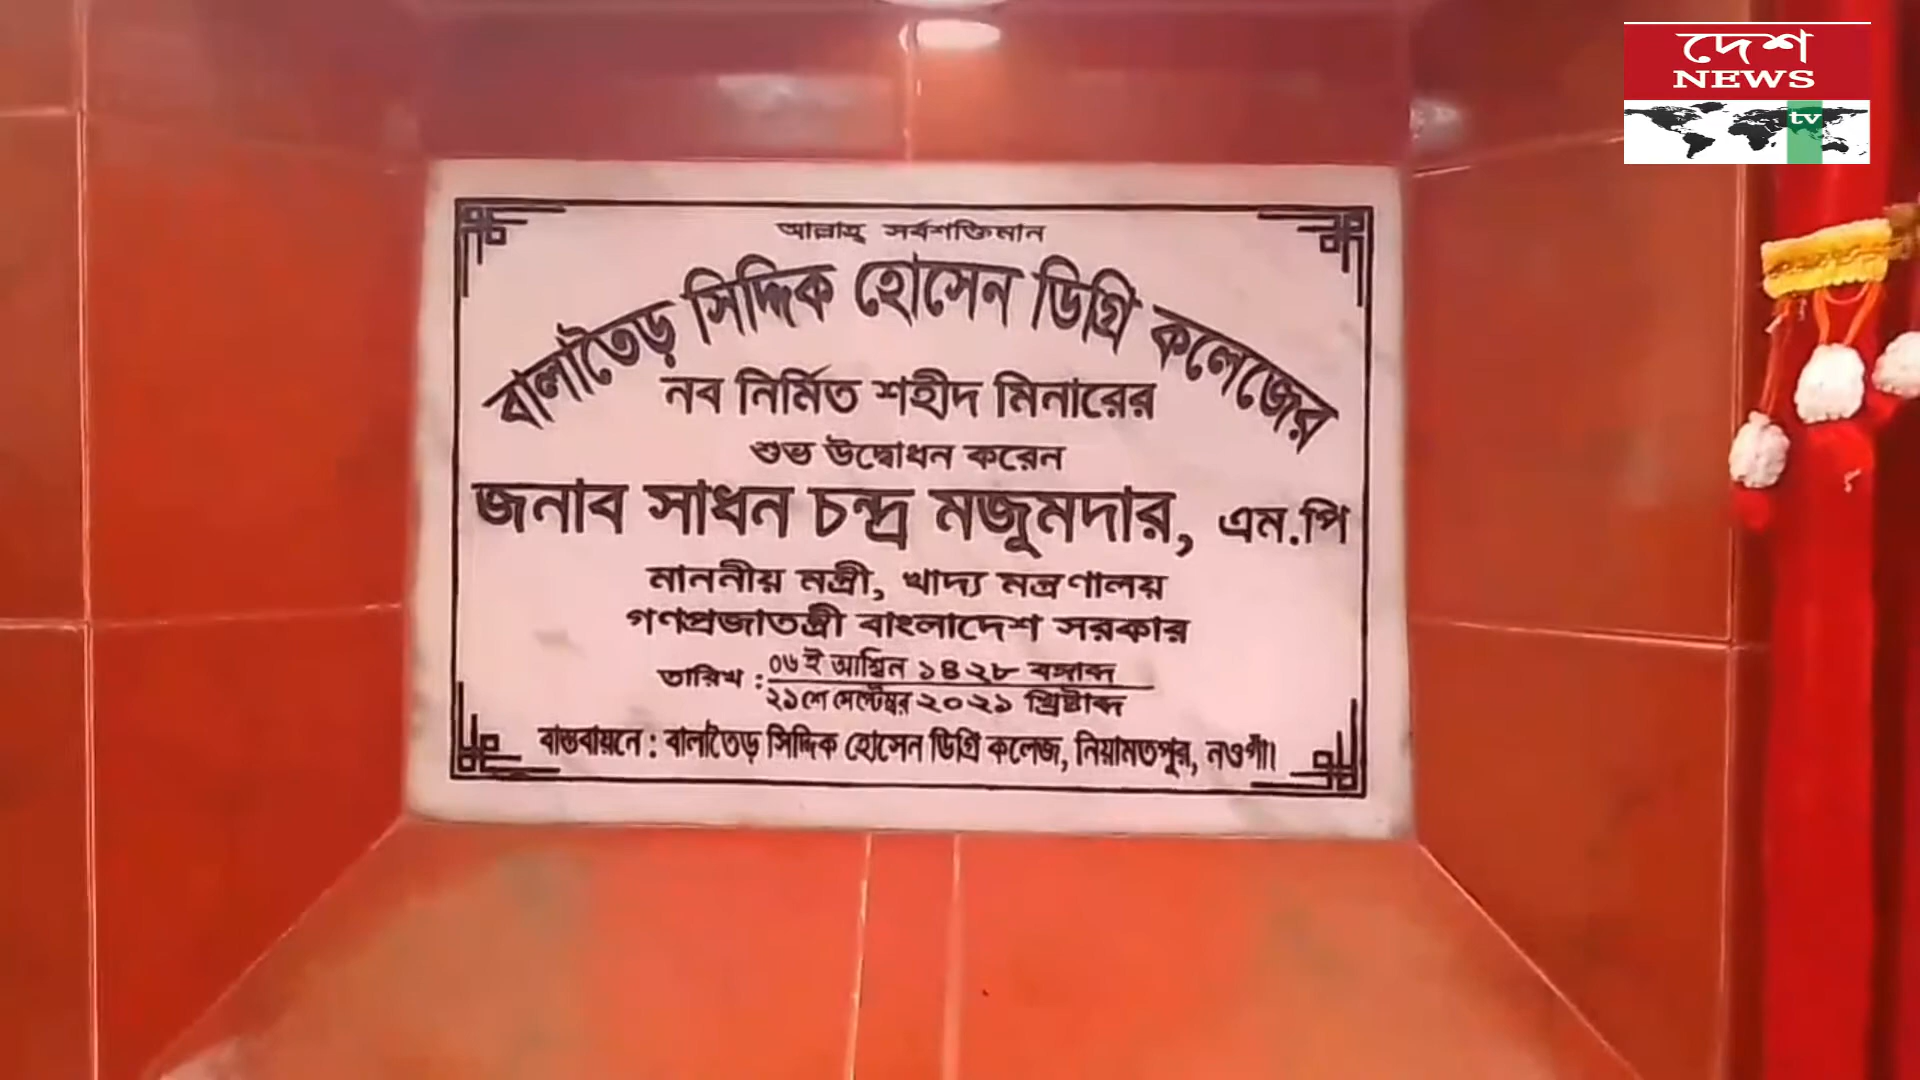 দেশ
NEWS
tv
আল্লাহ্ সর্বশক্তিমান
বালাতৈড় সিদ্দিক হোসেন ডিগ্রি কলেজের
নব নির্মিত শহীদ মিনারের
শুভ উদ্বোধন করেন
জনাব সাধন চন্দ্র মজুমদার, এম.পি
মাননীয় মন্ত্রী, খাদ্য মন্ত্রণালয়
গণপ্রজাতন্ত্রী বাংলাদেশ সরকার
তারিখ : ০৬ই আশ্বিন ১৪২৮ বঙ্গাব্দ
২১শে সেপ্টেম্বর ২০২১ খ্রিষ্টাব্দ
বাস্তবায়নে : বালাতৈড় সিদ্দিক হোসেন ডিগ্রি কলেজ, নিয়ামতপুর, নওগাঁ।